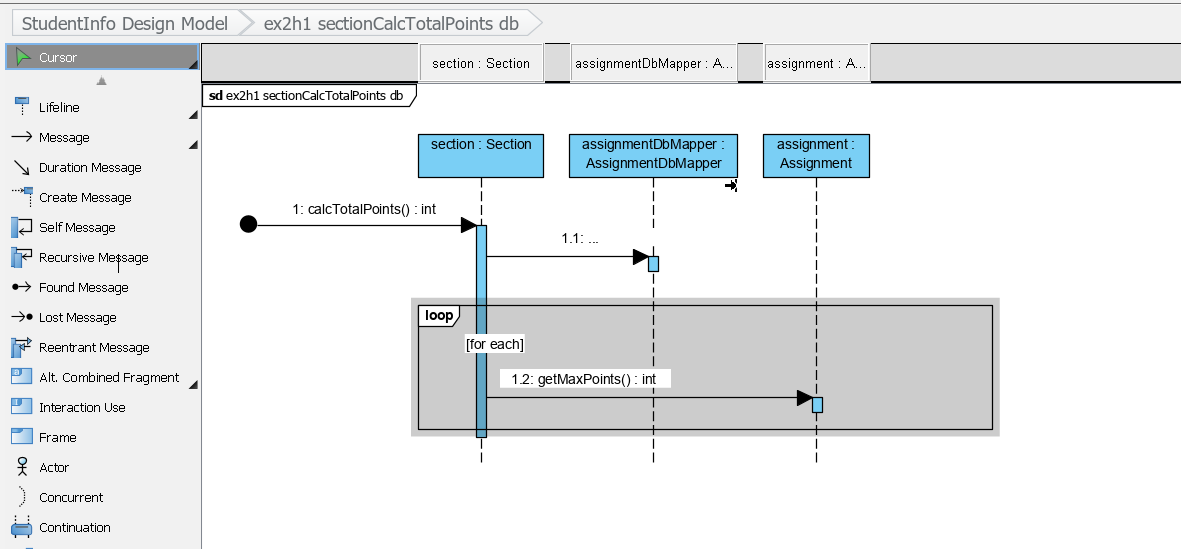 StudentInfo Design Model
ex2h1 sectionCalcTotalPoints db
Cursor
Lifeline
Message
Duration Message
Create Message
Self Message
Recursive Message
Found Message
Lost Message
Reentrant Message
Alt. Combined Fragment
Interaction Use
Frame
Actor
Concurrent
Continuation
section : Section
assignmentDbMapper : A...
assignment : A...
sd ex2h1 sectionCalcTotalPoints db
section : Section
assignmentDbMapper :
AssignmentDbMapper
assignment :
Assignment
1: calcTotalPoints() : int
1.1: ...
loop
[for each]
1.2: getMaxPoints() : int